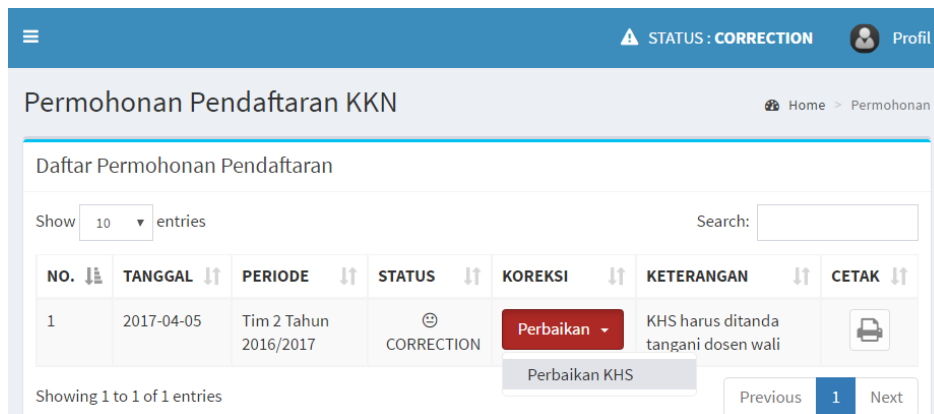 STATUS : CORRECTION
Profil
Permohonan Pendaftaran KKN
Home > Permohonan
Daftar Permohonan Pendaftaran
Show 10 entries
Search:
NO. TANGGAL PERIODE STATUS KOREKSI KETERANGAN CETAK
1 2017-04-05 Tim 2 Tahun 2016/2017 CORRECTION Perbaikan KHS harus ditanda tangani dosen wali
Perbaikan KHS
Showing 1 to 1 of 1 entries
Previous 1 Next